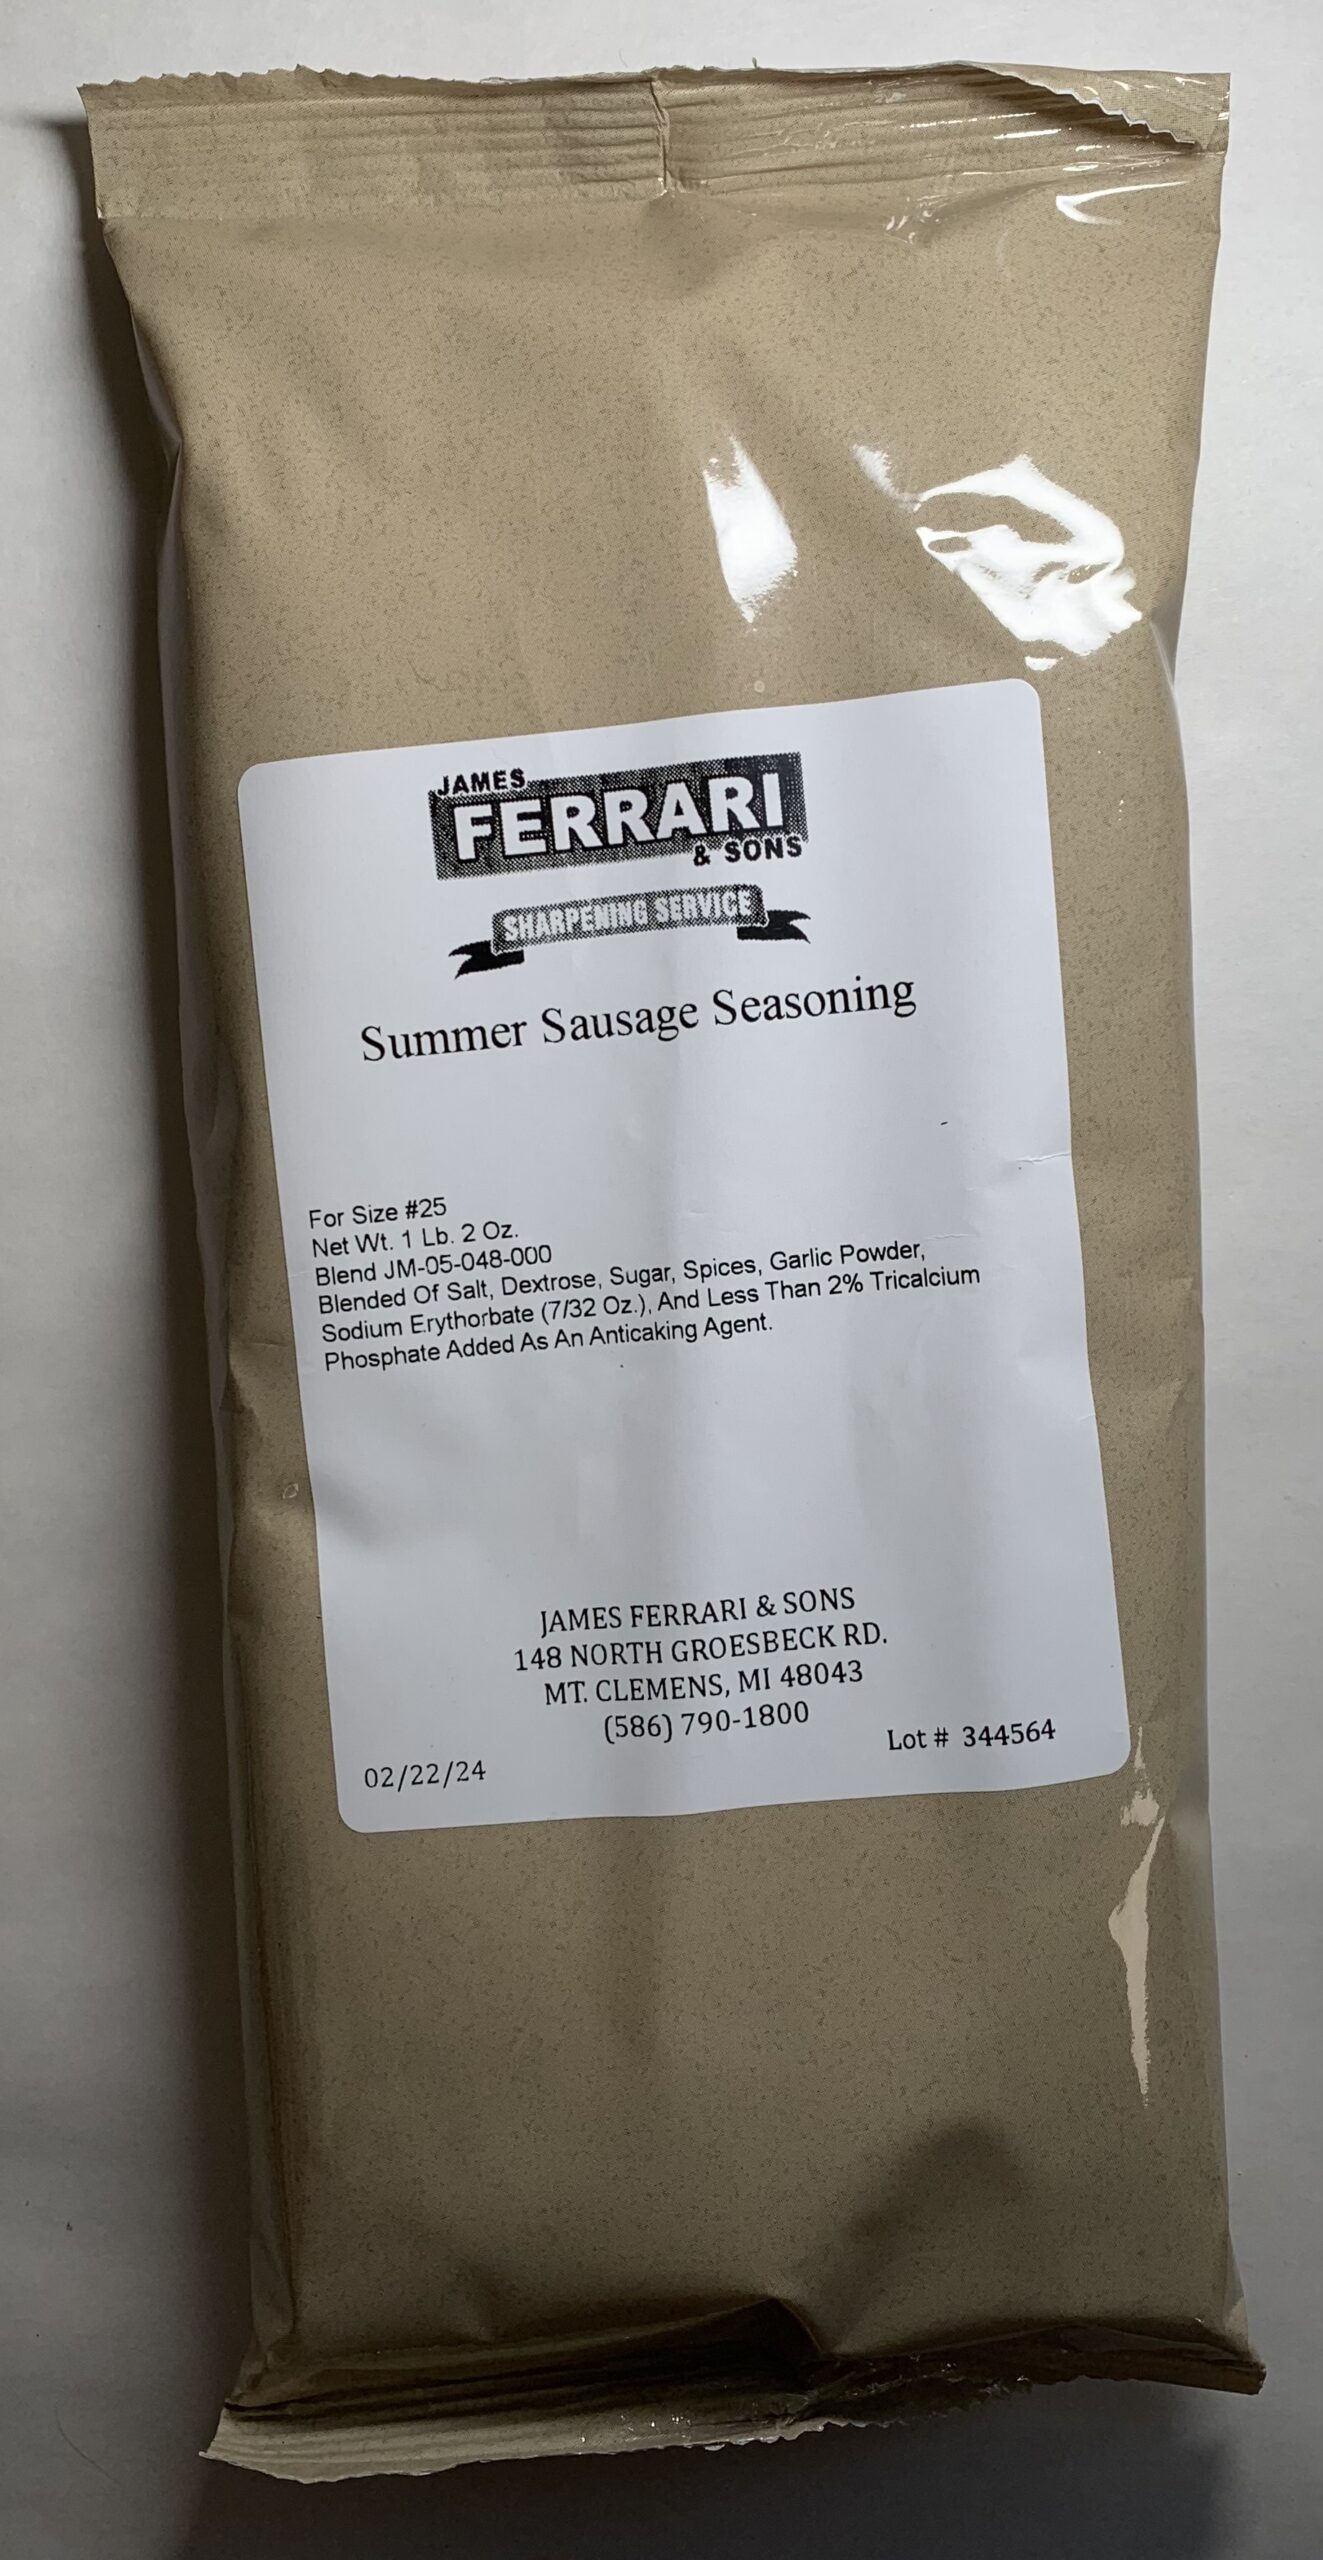 JAMES
FERRARI
& SONS
SHARPENING SERVICE
Summer Sausage Seasoning
For Size #25
Net Wt. 1 Lb. 2 Oz.
Blend JM-05-048-000
Blended Of Salt, Dextrose, Sugar, Spices, Garlic Powder,
Sodium Erythorbate (7/32 Oz.), And Less Than 2% Tricalcium
Phosphate Added As An Anticaking Agent.
JAMES FERRARI & SONS
148 NORTH GROESBECK RD.
MT. CLEMENS, MI 48043
(586) 790-1800
Lot # 344564
02/22/24